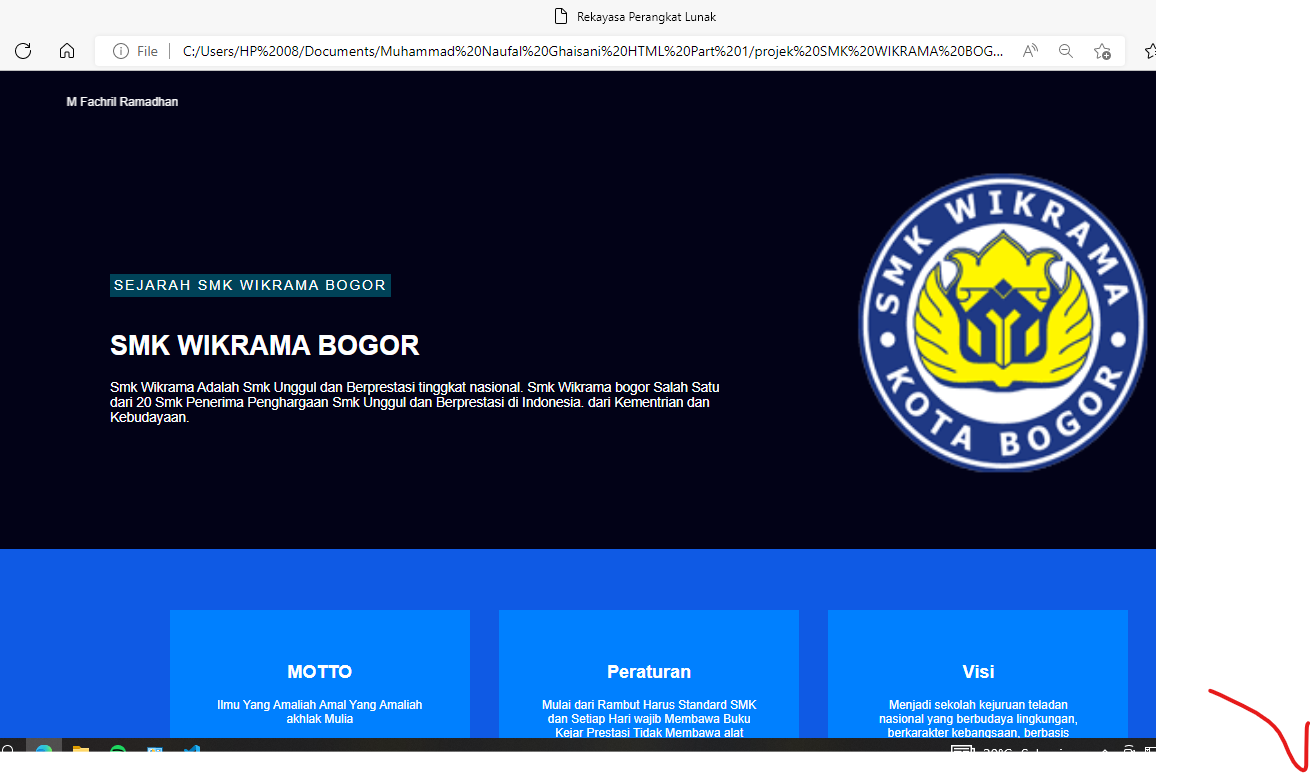 Rekayasa Perangkat Lunak
File
C:/Users/HP%2008/Documents/Muhammad%20Naufal%20Ghaisani%20HTML%20Part%201/projek%20SMK%20WIKRAMA%20BOG...
M Fachril Ramadhan
SMK WIKRAMA
KOTA BOGOR
SEJARAH SMK WIKRAMA BOGOR
SMK WIKRAMA BOGOR
Smk Wikrama Adalah Smk Unggul dan Berprestasi tinggkat nasional. Smk Wikrama bogor Salah Satu
dari 20 Smk Penerima Penghargaan Smk Unggul dan Berprestasi di Indonesia. dari Kementrian dan
Kebudayaan.
MOTTO
Ilmu Yang Amaliah Amal Yang Amaliah
akhlak Mulia
Peraturan
Mulai dari Rambut Harus Standard SMK
dan Setiap Hari wajib Membawa Buku
Kejar Prestasi Tidak Membawa alat
Visi
Menjadi sekolah kejuruan teladan
nasional yang berbudaya lingkungan,
berkarakter kebangsaan, berbasis